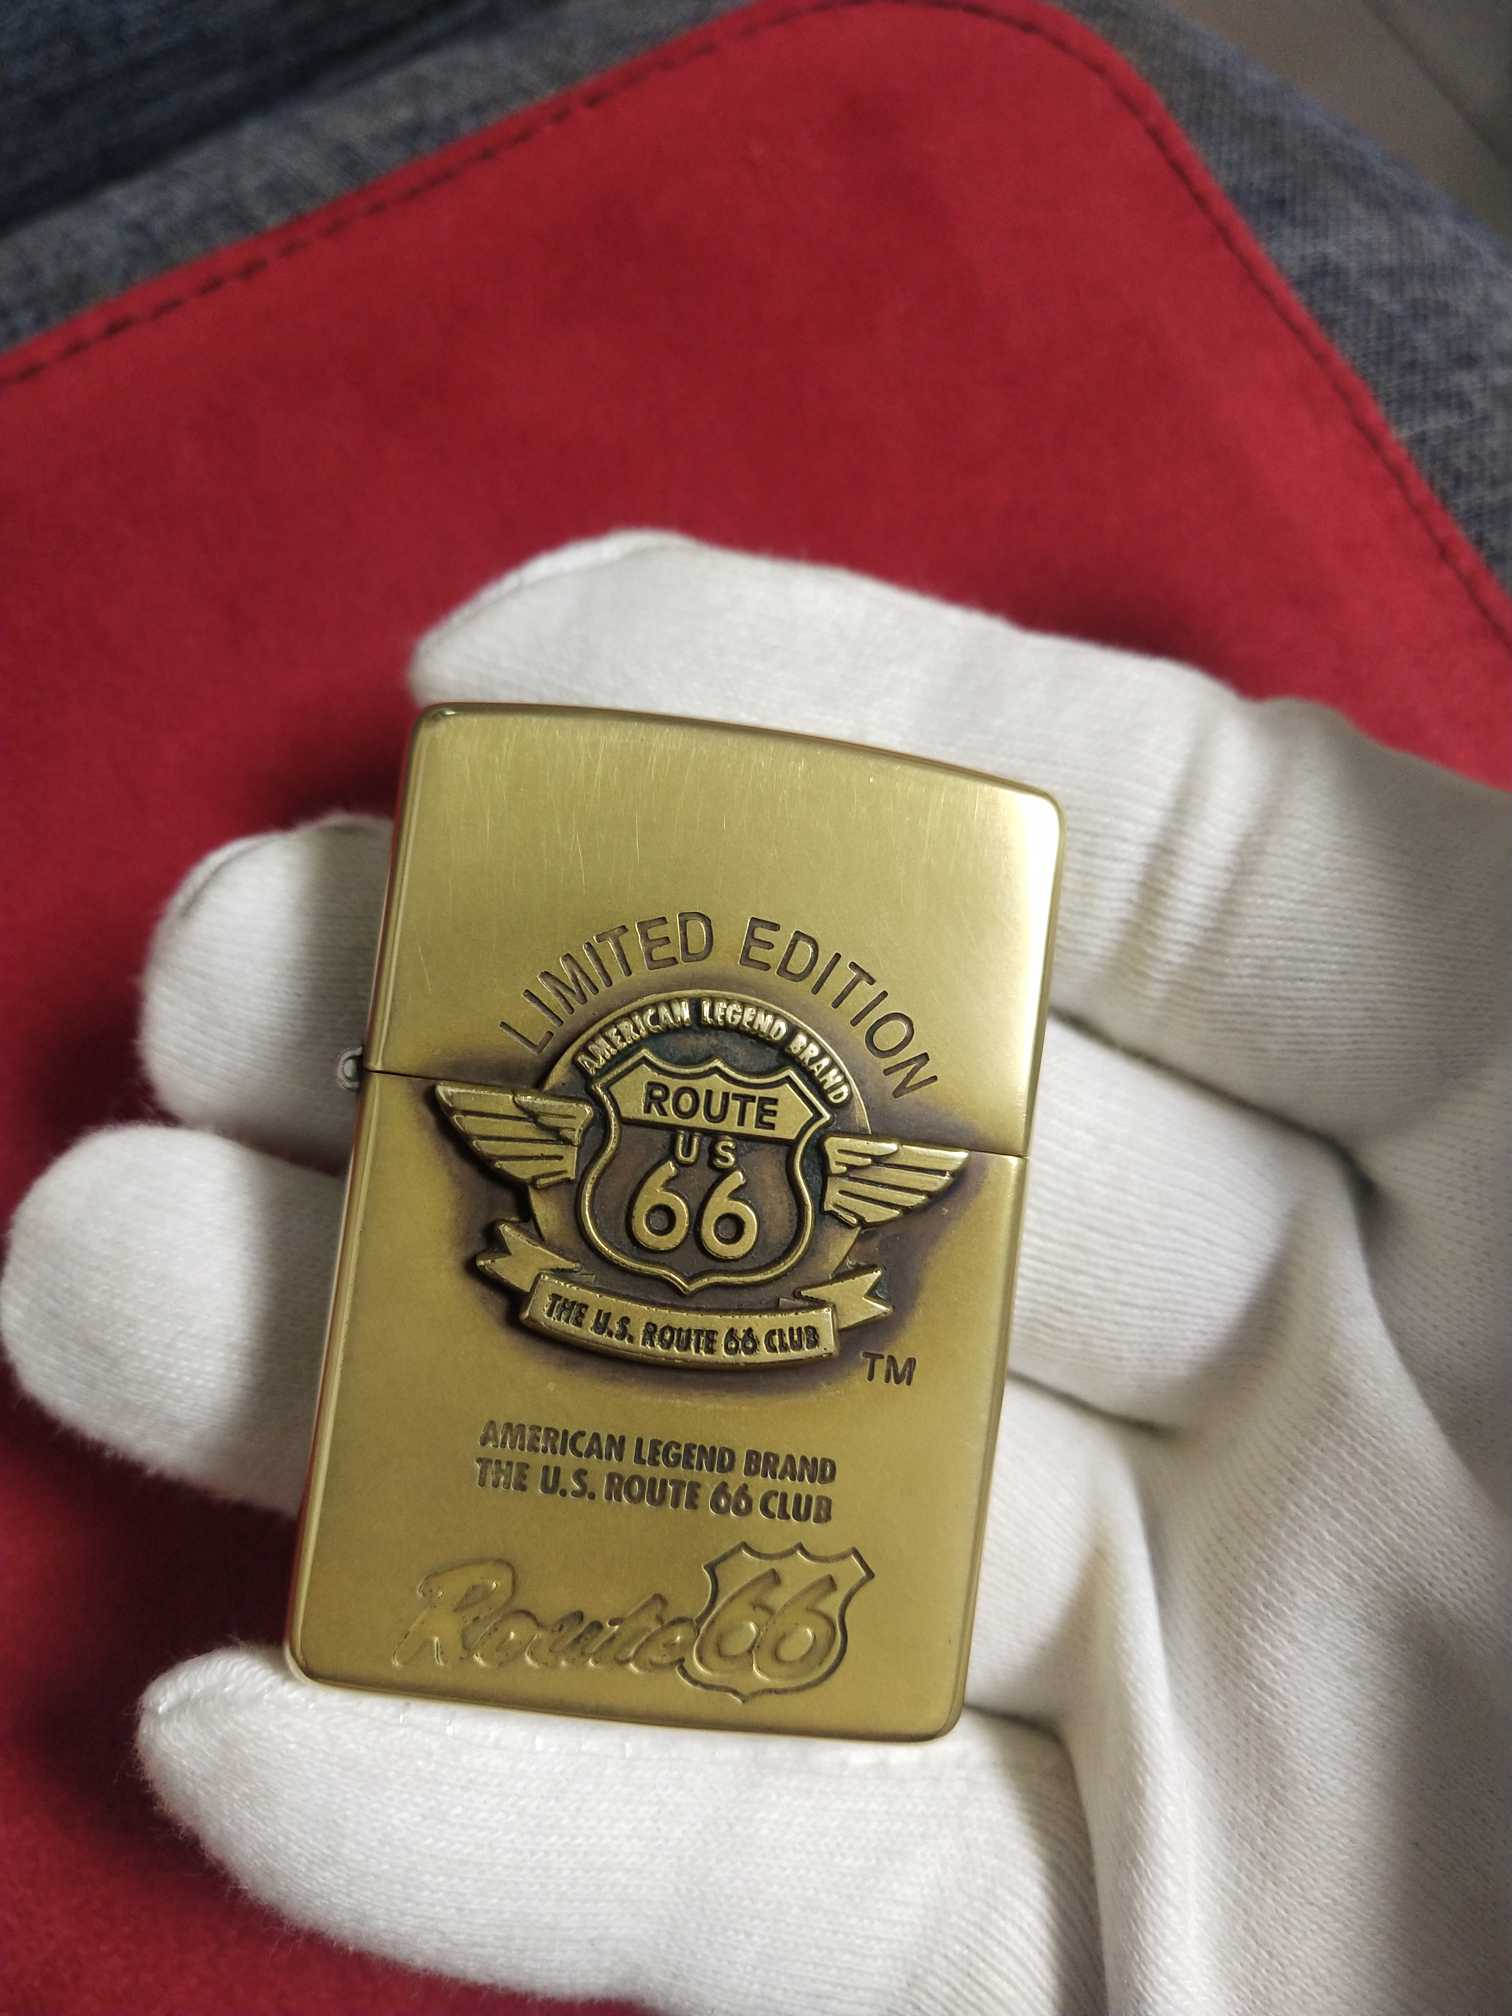 LIMITED EDITION
AMERICAN LEGEND BRAND
ROUTE
US
66
THE U.S. ROUTE 66 CLUB
TM
AMERICAN LEGEND BRAND
THE U.S. ROUTE 66 CLUB
Route 66